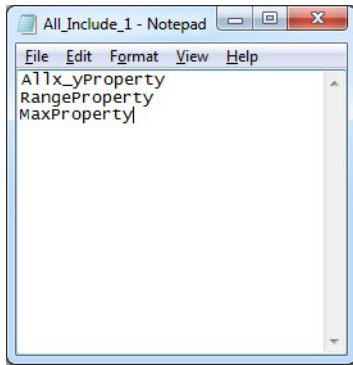 All_Include_1 - Notepad
File Edit Format View Help
Allx_yProperty
RangeProperty
MaxProperty